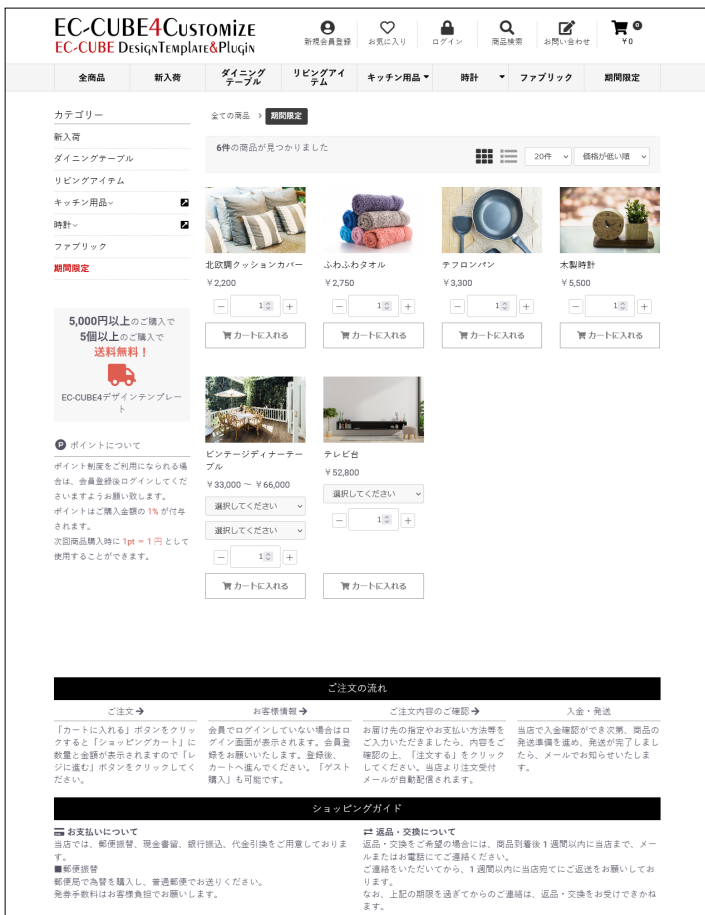 EC-CUBE4Customize
EC-CUBE DesignTemplate&Plugin
新規会員登録
お気に入り
ログイン
商品検索
お問い合わせ
0
￥0
全商品
新入荷
ダイニング
テーブル
リビングアイ
テム
キッチン用品
時計
ファブリック
期間限定
カテゴリー
新入荷
ダイニングテーブル
リビングアイテム
キッチン用品
時計
ファブリック
期間限定
5,000円以上のご購入で
5個以上のご購入で
送料無料！
EC-CUBE4デザインテンプレー
ト
P ポイントについて
ポイント制度をご利用になられる場
合は、会員登録後ログインしてくだ
さいますようお願い致します。
ポイントはご購入金額の 1% が付与
されます。
次回商品購入時に 1pt = 1 円 として
使用することができます。
全ての商品 > 期間限定
6件の商品が見つかりました
20件
価格が低い順
北欧調クッションカバー
￥2,200
− 1 +
カートに入れる
ふわふわタオル
￥2,750
− 1 +
カートに入れる
テフロンパン
￥3,300
− 1 +
カートに入れる
木製時計
￥5,500
− 1 +
カートに入れる
ビンテージディナーテー
ブル
￥33,000 ～ ￥66,000
選択してください
選択してください
− 1 +
カートに入れる
テレビ台
￥52,800
選択してください
− 1 +
カートに入れる
ご注文の流れ
ご注文→
「カートに入れる」ボタンをクリッ
クすると「ショッピングカート」に
数量と金額が表示されますので「レ
ジに進む」ボタンをクリックしてく
ださい。
お客様情報→
会員でログインしていない場合はロ
グイン画面が表示されます。会員登
録をお願いいたします。登録後、
カートへ進んでください。「ゲスト
購入」も可能です。
ご注文内容のご確認→
お届け先の指定やお支払い方法等を
ご入力いただきましたら、内容をご
確認の上、「注文する」をクリック
してください。当店より注文受付
メールが自動配信されます。
入金・発送
当店で入金確認ができ次第、商品の
発送準備を進め、発送が完了しまし
たら、メールでお知らせいたしま
す。
ショッピングガイド
お支払いについて
当店では、郵便振替、現金書留、銀行振込、代金引換をご用意しておりま
す。
■郵便振替
郵便局で為替を購入し、普通郵便でお送りください。
発券手数料はお客様負担でお願いします。
返品・交換について
返品・交換をご希望の場合には、商品到着後 1 週間以内に当店まで、メー
ルまたはお電話にてご連絡ください。
ご連絡をいただいてから、1 週間以内に当店宛てにご返送をお願いしてお
ります。
なお、上記の期限を過ぎてからのご連絡は、返品・交換をお受けできかね
ます。